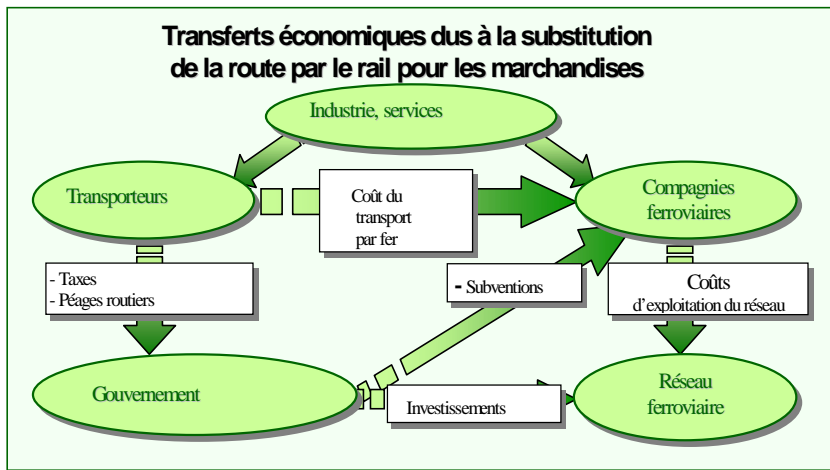 Transferts économiques dus à la substitution
de la route par le rail pour les marchandises
Industrie, services
Transporteurs
Coût du
transport
par fer
Compagnies
ferroviaires
- Taxes
- Péages routiers
- Subventions
Coûts
d'exploitation du réseau
Gouvernement
Investissements
Réseau
ferroviaire